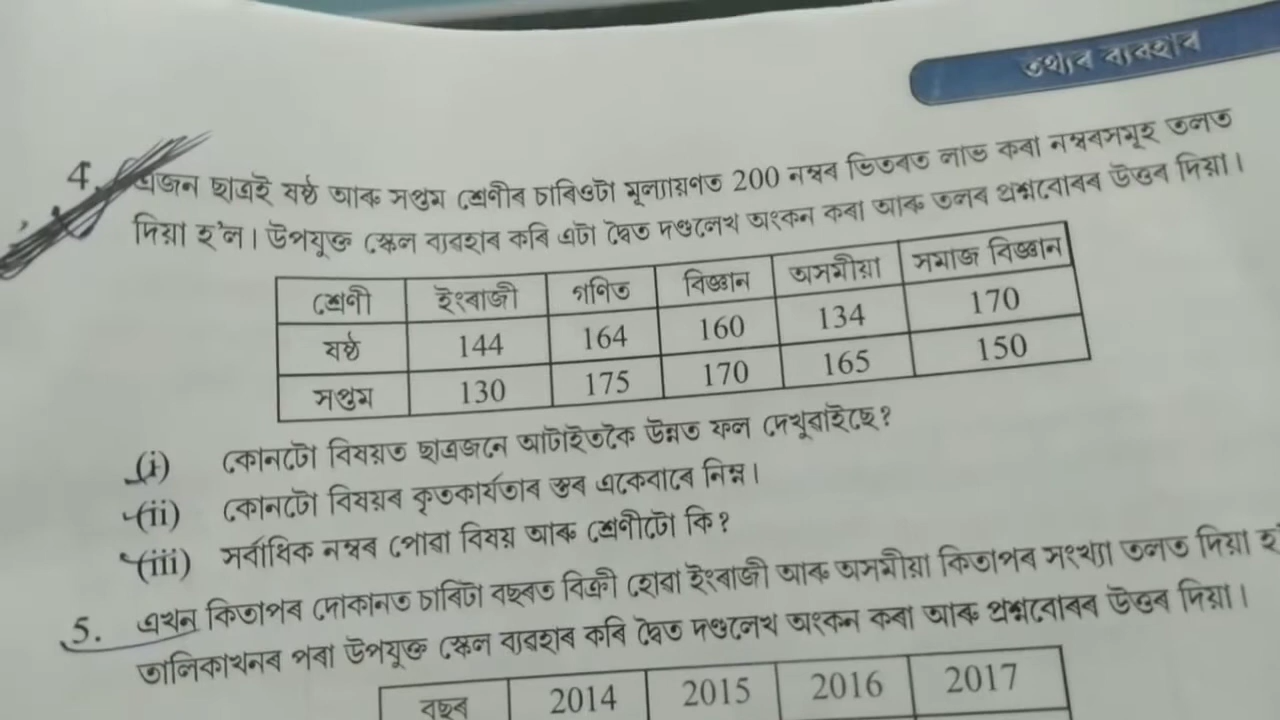 তথ্যৰ ব্যৱহাৰ
4. এজন ছাত্ৰই ষষ্ঠ আৰু সপ্তম শ্ৰেণীৰ চাৰিওটা মূল্যায়ণত 200 নম্বৰ ভিতৰত লাভ কৰা নম্বৰসমূহ তলত
দিয়া হ'ল। উপযুক্ত স্কেল ব্যৱহাৰ কৰি এটা দ্বৈত দণ্ডলেখ অংকন কৰা আৰু তলৰ প্ৰশ্নবোৰৰ উত্তৰ দিয়া।
শ্ৰেণী ইংৰাজী গণিত বিজ্ঞান অসমীয়া সমাজ বিজ্ঞান
ষষ্ঠ 144 164 160 134 170
সপ্তম 130 175 170 165 150
(i) কোনটো বিষয়ত ছাত্ৰজনে আটাইতকৈ উন্নত ফল দেখুৱাইছে?
(ii) কোনটো বিষয়ৰ কৃতকাৰ্যতাৰ স্তৰ একেবাৰে নিম্ন।
(iii) সৰ্বাধিক নম্বৰ পোৱা বিষয় আৰু শ্ৰেণীটো কি?
5. এখন কিতাপৰ দোকানত চাৰিটা বছৰত বিক্ৰী হোৱা ইংৰাজী আৰু অসমীয়া কিতাপৰ সংখ্যা তলত দিয়া হ'
তালিকাখনৰ পৰা উপযুক্ত স্কেল ব্যৱহাৰ কৰি দ্বৈত দণ্ডলেখ অংকন কৰা আৰু প্ৰশ্নবোৰৰ উত্তৰ দিয়া।
বছৰ 2014 2015 2016 2017